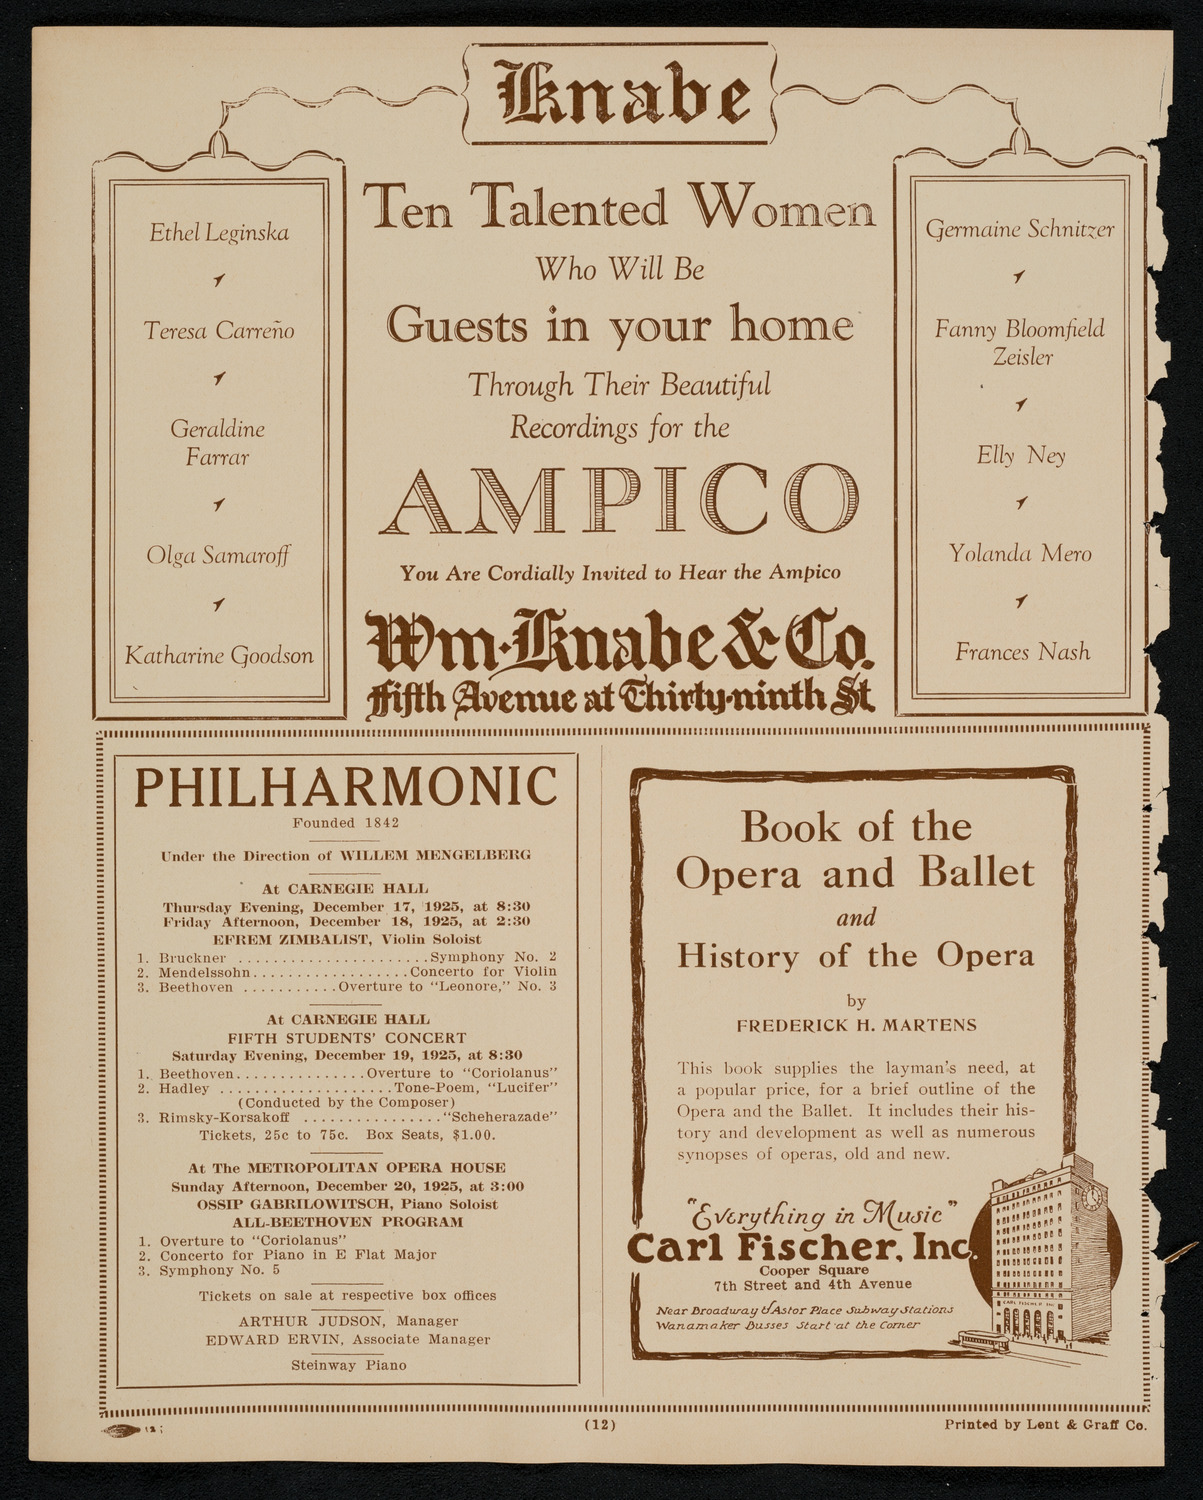 Knabe
Ethel Leginska
Teresa Carreño
Geraldine
Farrar
Olga Samaroff
Katharine Goodson
Ten Talented Women
Who Will Be
Guests in your home
Through Their Beautiful
Recordings for the
AMPICO
You Are Cordially Invited to Hear the Ampico
Wm. Knabe & Co.
Fifth Avenue at Thirty-ninth St
Germaine Schnitzer
Fanny Bloomfield
Zeisler
Elly Ney
Yolanda Mero
Frances Nash
PHILHARMONIC
Founded 1842
Under the Direction of WILLEM MENGELBERG
At CARNEGIE HALL
Thursday Evening, December 17, 1925, at 8:30
Friday Afternoon, December 18, 1925, at 2:30
EFREM ZIMBALIST, Violin Soloist
1. Bruckner ......................Symphony No. 2
2. Mendelssohn..................Concerto for Violin
3. Beethoven ...........Overture to "Leonore," No. 3
At CARNEGIE HALL
FIFTH STUDENTS' CONCERT
Saturday Evening, December 19, 1925, at 8:30
1. Beethoven...............Overture to "Coriolanus"
2. Hadley ....................Tone-Poem, "Lucifer"
(Conducted by the Composer)
3. Rimsky-Korsakoff ................"Scheherazade"
Tickets, 25c to 75c. Box Seats, $1.00.
At The METROPOLITAN OPERA HOUSE
Sunday Afternoon, December 20, 1925, at 3:00
OSSIP GABRILOWITSCH, Piano Soloist
ALL-BEETHOVEN PROGRAM
1. Overture to "Coriolanus"
2. Concerto for Piano in E Flat Major
3. Symphony No. 5
Tickets on sale at respective box offices
ARTHUR JUDSON, Manager
EDWARD ERVIN, Associate Manager
Steinway Piano
Book of the
Opera and Ballet
and
History of the Opera
by
FREDERICK H. MARTENS
This book supplies the layman's need, at
a popular price, for a brief outline of the
Opera and the Ballet. It includes their his-
tory and development as well as numerous
synopses of operas, old and new.
"Everything in Music"
Carl Fischer, Inc.
Cooper Square
7th Street and 4th Avenue
Near Broadway & Astor Place Subway Stations
Wanamaker Busses Start at the Corner
CARL FISCHER INC
(12)
Printed by Lent & Graff Co.